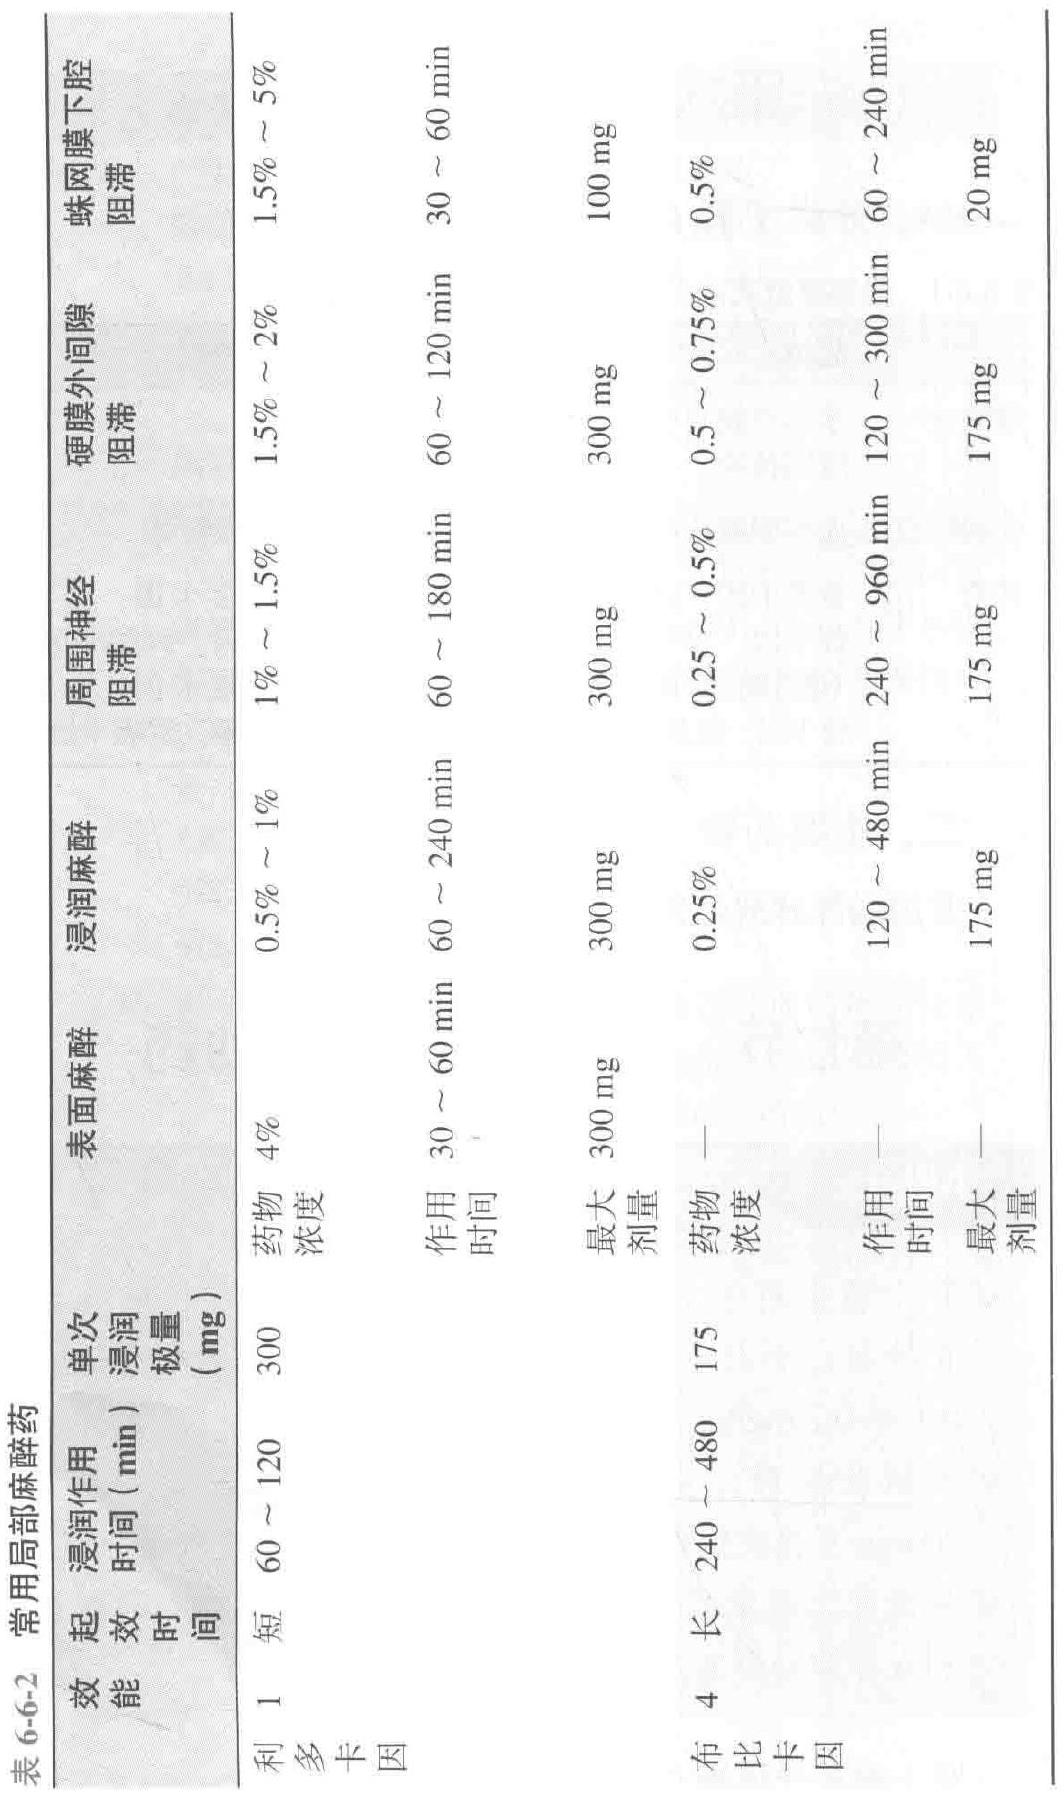 表 6-6-2 常用局部麻醉药
效能 起效时间 浸润作用时间(min) 单次浸润极量(mg) 表面麻醉 浸润麻醉 周围神经阻滞 硬膜外间隙阻滞 蛛网膜下腔阻滞
利多卡因 1 短 60 ~ 120 300 药物浓度 4% 0.5% ~ 1% 1% ~ 1.5% 1.5% ~ 2% 1.5% ~ 5%
作用时间 30 ~ 60 min 60 ~ 240 min 60 ~ 180 min 60 ~ 120 min 30 ~ 60 min
最大剂量 300 mg 300 mg 300 mg 300 mg 100 mg
布比卡因 4 长 240 ~ 480 175 药物浓度 — 0.25% 0.25 ~ 0.5% 0.5 ~ 0.75% 0.5%
作用时间 — 120 ~ 480 min 240 ~ 960 min 120 ~ 300 min 60 ~ 240 min
最大剂量 — 175 mg 175 mg 175 mg 20 mg